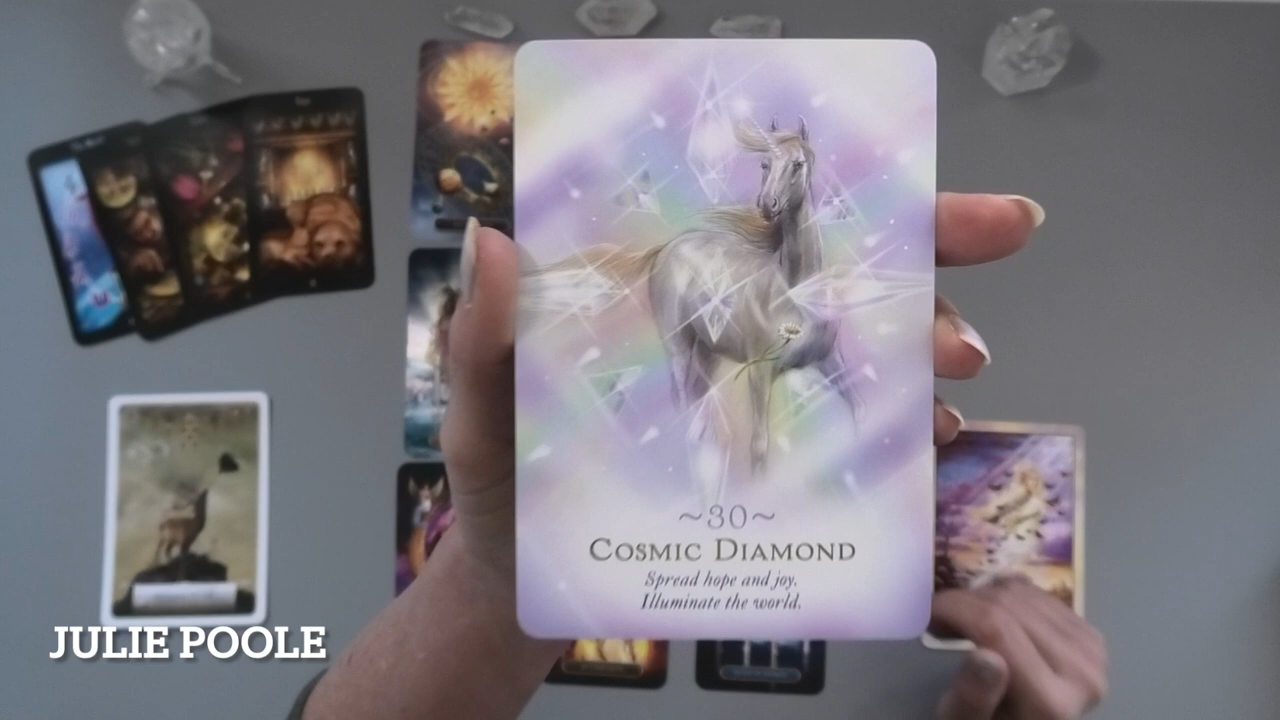 ~30~
COSMIC DIAMOND
Spread hope and joy.
Illuminate the world.
JULIE POOLE